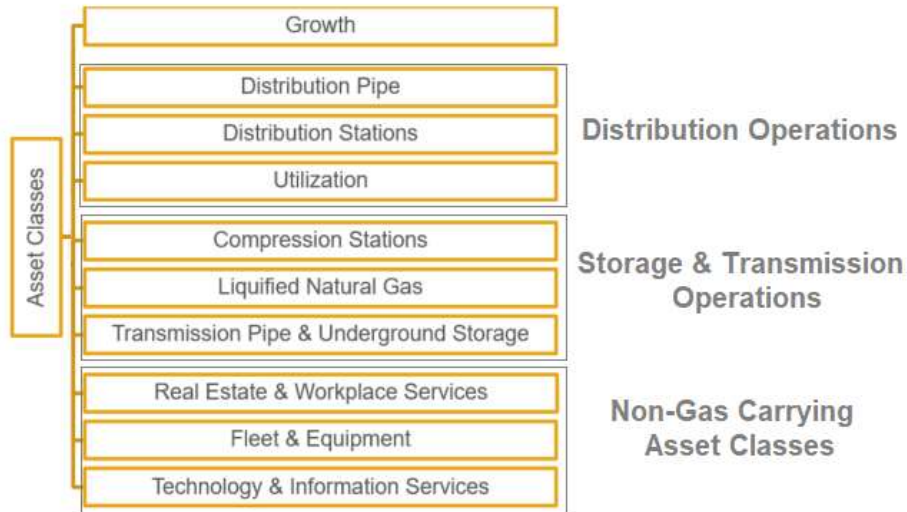 Growth
Distribution Pipe
Distribution Stations
Utilization
Distribution Operations
Asset Classes
Compression Stations
Liquified Natural Gas
Transmission Pipe & Underground Storage
Storage & Transmission
Operations
Real Estate & Workplace Services
Fleet & Equipment
Technology & Information Services
Non-Gas Carrying
Asset Classes